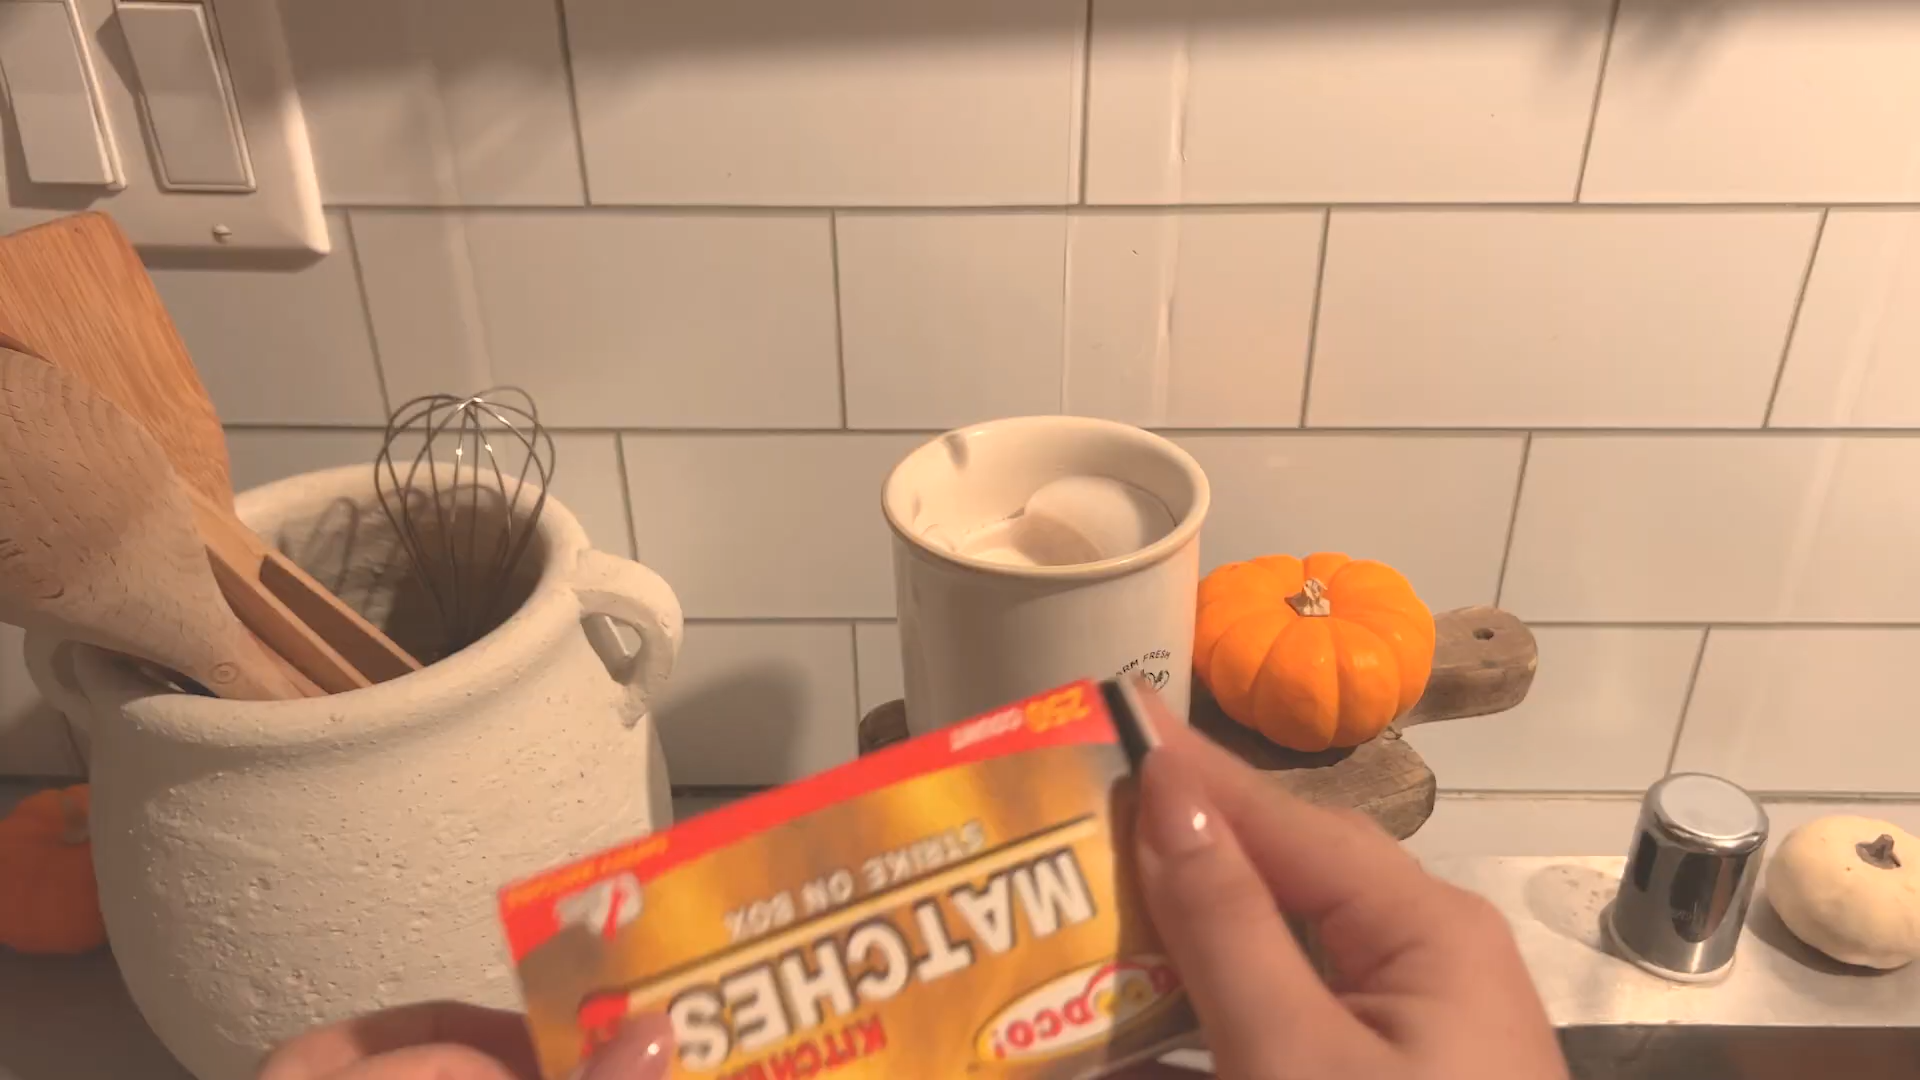 FARM FRESH
250 COUNT
STRIKE ON BOX
MATCHES
KITCHEN